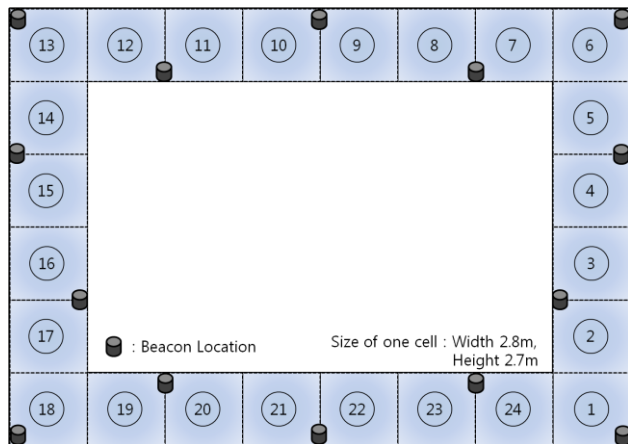 13 12 11 10 9 8 7 6
14 5
15 4
16 3
17 2
: Beacon Location
Size of one cell : Width 2.8m,
Height 2.7m
18 19 20 21 22 23 24 1